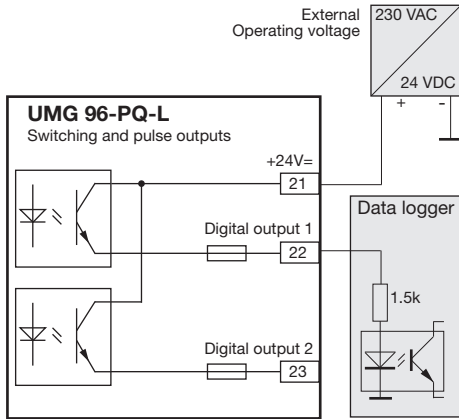 External
Operating voltage
230 VAC
24 VDC
+ -
UMG 96-PQ-L
Switching and pulse outputs
+24V=
21
Data logger
Digital output 1
22
1.5k
Digital output 2
23